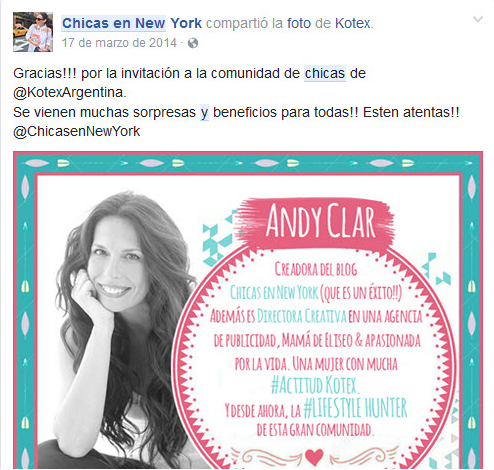 Chicas en New York compartió la foto de Kotex.
17 de marzo de 2014 ·
Gracias!!! por la invitación a la comunidad de chicas de
@KotexArgentina.
Se vienen muchas sorpresas y beneficios para todas!! Esten atentas!!
@ChicasenNewYork
ANDY CLAR
CREADORA DEL BLOG
CHICAS EN NEW YORK (QUE ES UN ÉXITO!!)
ADEMÁS ES DIRECTORA CREATIVA EN UNA AGENCIA
DE PUBLICIDAD, MAMÁ DE ELISEO & APASIONADA
POR LA VIDA. UNA MUJER CON MUCHA
#ACTITUD KOTEX.
Y DESDE AHORA, LA #LIFESTYLE HUNTER
DE ESTA GRAN COMUNIDAD.